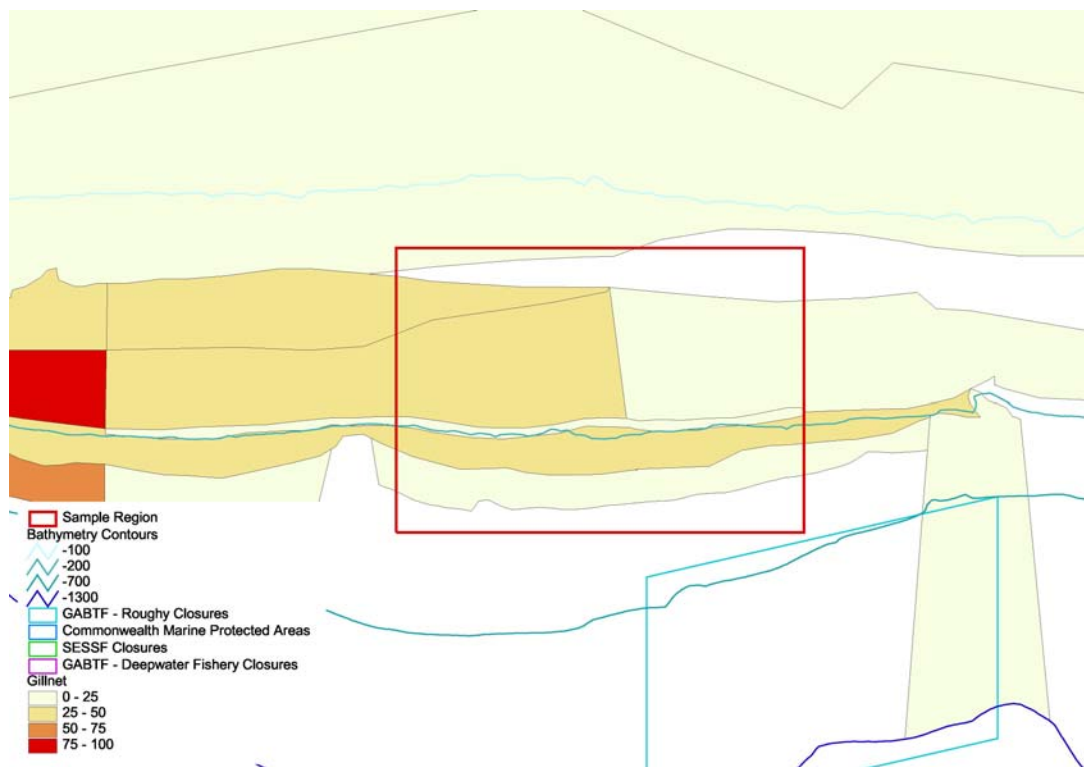 Sample Region
Bathymetry Contours
-100
-200
-700
-1300
GABTF - Roughy Closures
Commonwealth Marine Protected Areas
SESSF Closures
GABTF - Deepwater Fishery Closures
Gillnet
0 - 25
25 - 50
50 - 75
75 - 100